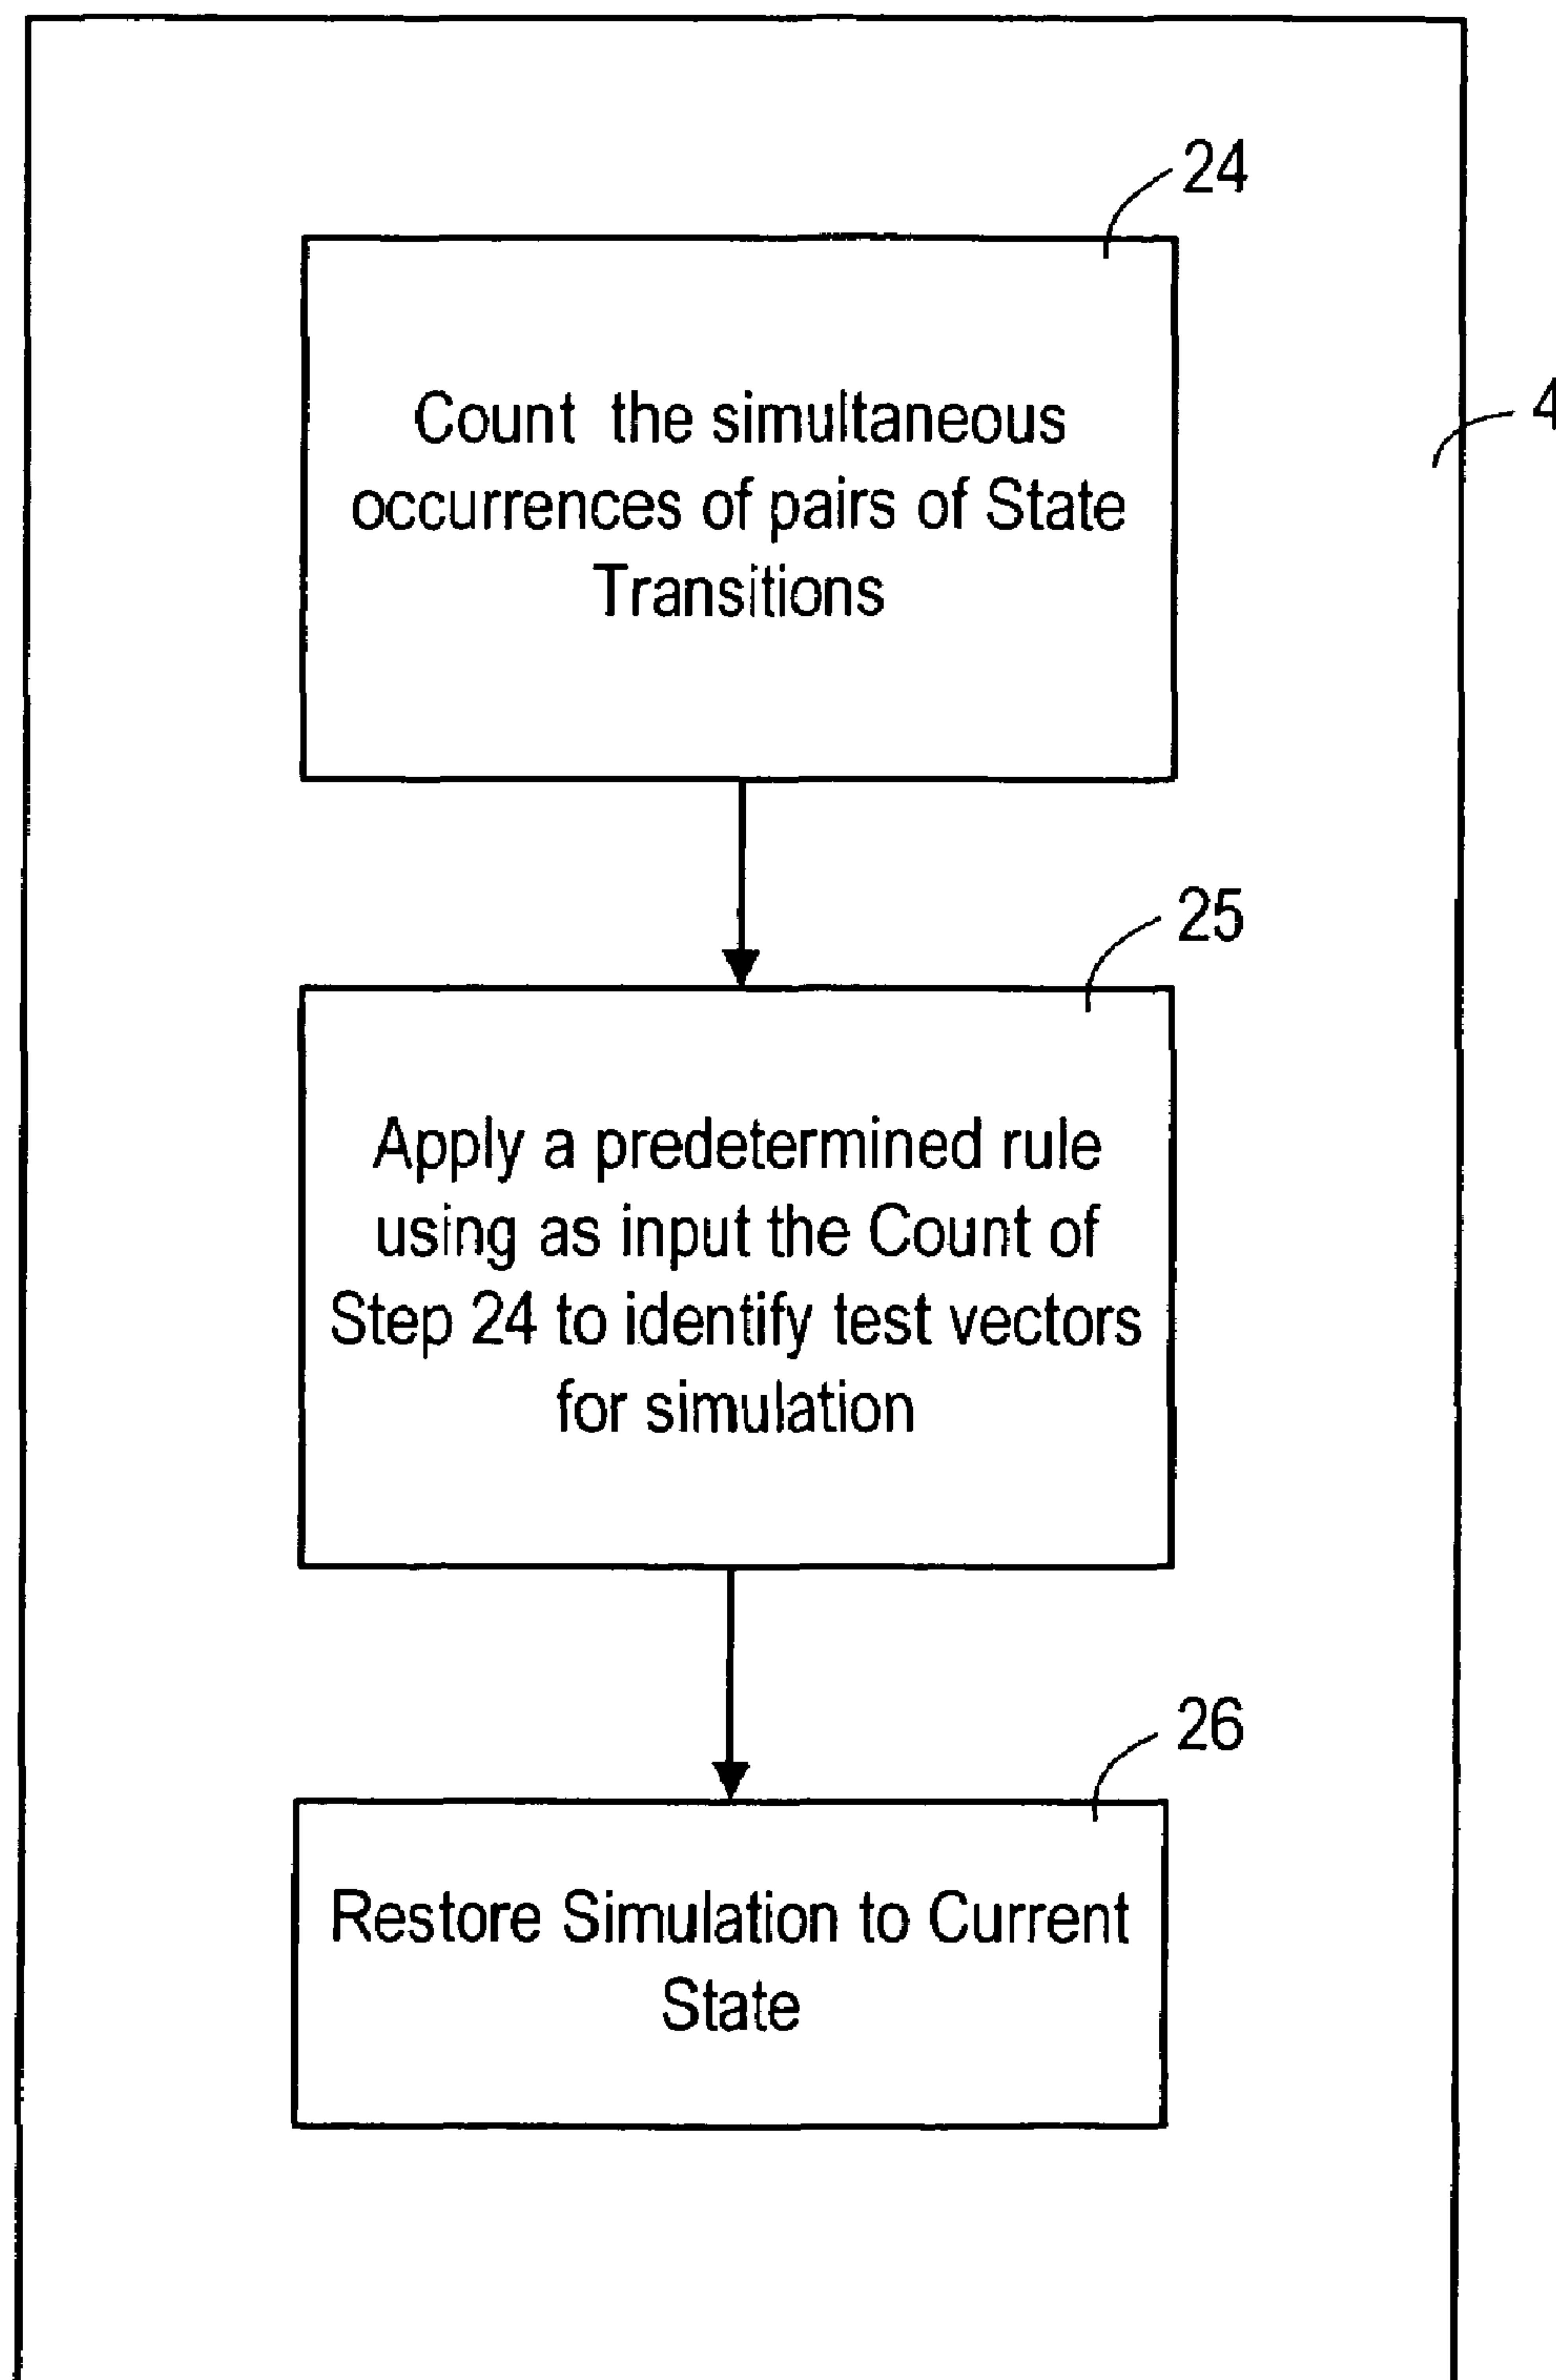 24
Count the simultaneous
occurrences of pairs of State
Transitions
4
25
Apply a predetermined rule
using as input the Count of
Step 24 to identify test vectors
for simulation
26
Restore Simulation to Current
State